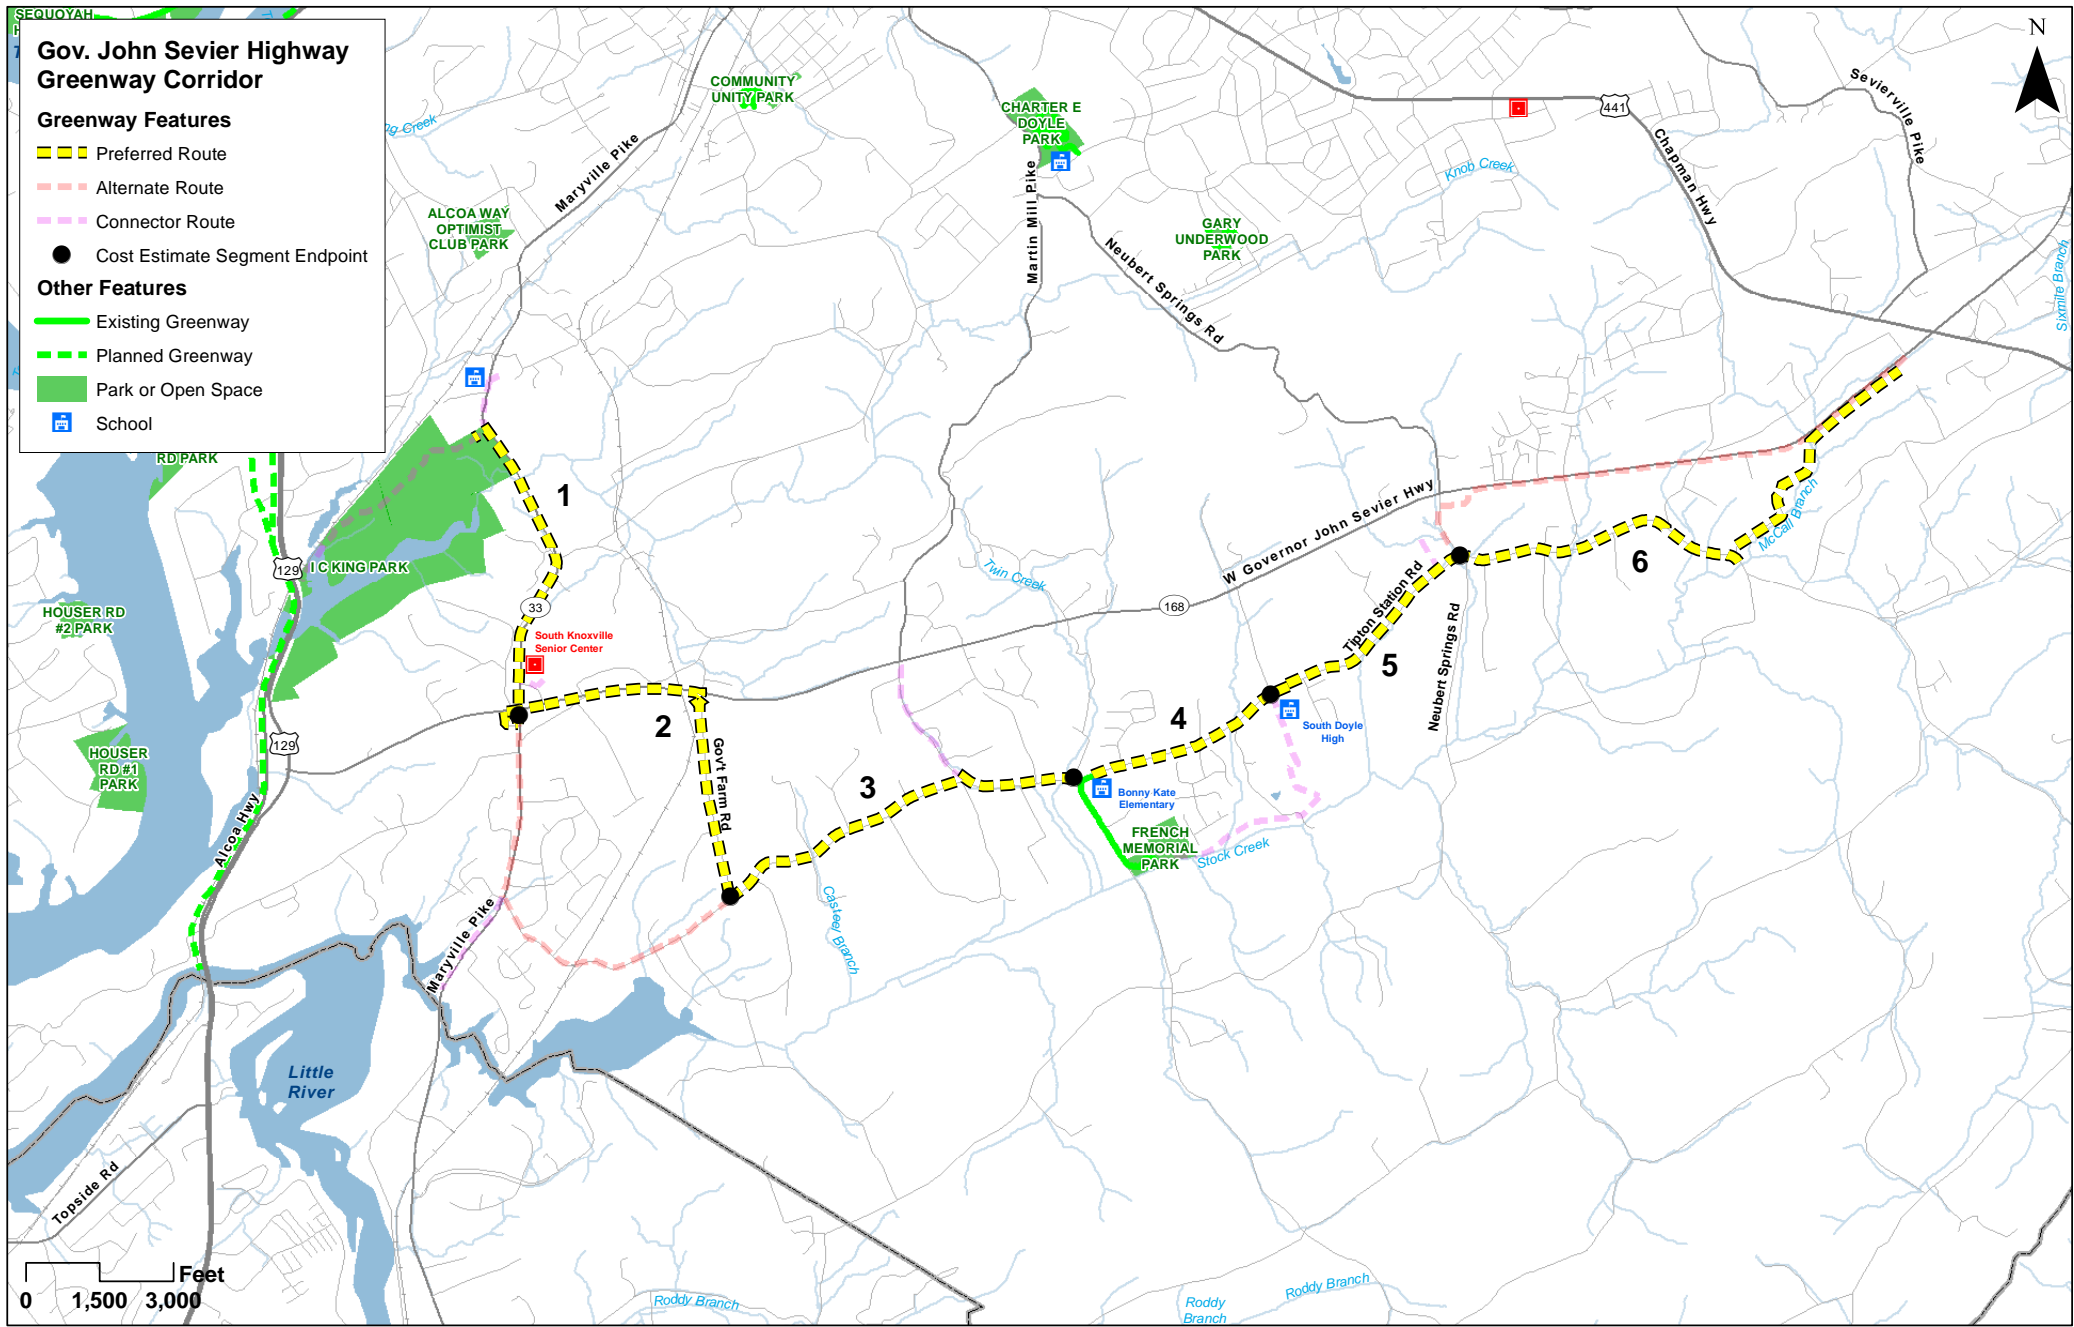 SEQUOYAH
Gov. John Sevier Highway
Greenway Corridor
Greenway Features
Preferred Route
Alternate Route
Connector Route
Cost Estimate Segment Endpoint
Other Features
Existing Greenway
Planned Greenway
Park or Open Space
School
RD PARK
N
COMMUNITY
UNITY PARK
CHARTER E
DOYLE
PARK
441
Sevierville Pike
Chapman Hwy
Knob Creek
Maryville Pike
Martin Mill Pike
ALCOA WAY
OPTIMIST
CLUB PARK
GARY
UNDERWOOD
PARK
Neubert Springs Rd
Sixmile Branch
1
129
I C KING PARK
33
South Knoxville
Senior Center
HOUSER RD
#2 PARK
Twin Creek
168
W Governor John Sevier Hwy
Tipton Station Rd
6
McCall Branch
5
Neubert Springs Rd
2
Gov't Farm Rd
4
South Doyle
High
129
HOUSER
RD #1
PARK
3
Bonny Kate
Elementary
Alcoa Hwy
FRENCH
MEMORIAL
PARK
Stock Creek
Casteel Branch
Maryville Pike
Little
River
Topside Rd
Feet
0 1,500 3,000
Roddy Branch
Roddy
Branch
Roddy Branch